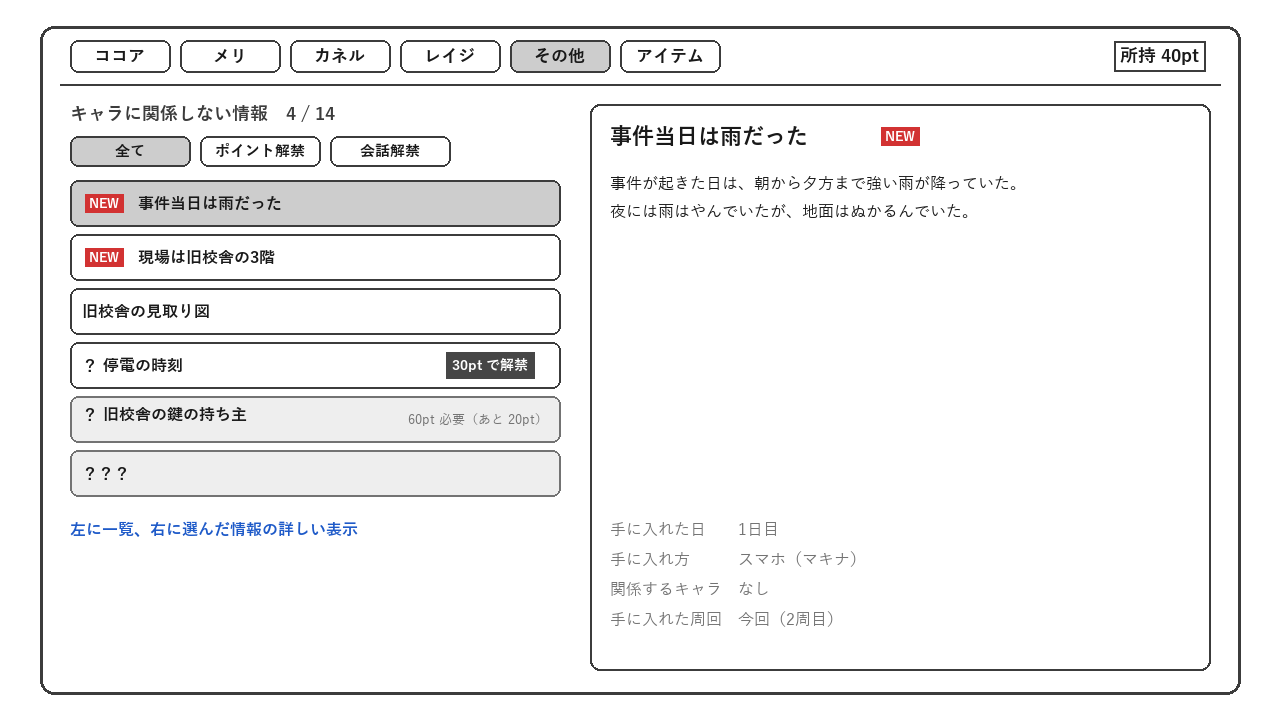 ココア メリ カネル レイジ その他 アイテム 所持 40pt
キャラに関係しない情報 4 / 14
全て ポイント解禁 会話解禁
NEW 事件当日は雨だった
NEW 現場は旧校舎の3階
旧校舎の見取り図
？ 停電の時刻 30pt で解禁
？ 旧校舎の鍵の持ち主 60pt 必要（あと 20pt）
？？？
左に一覧、右に選んだ情報の詳しい表示
事件当日は雨だった NEW
事件が起きた日は、朝から夕方まで強い雨が降っていた。
夜には雨はやんでいたが、地面はぬかるんでいた。
手に入れた日 1日目
手に入れ方 スマホ（マキナ）
関係するキャラ なし
手に入れた周回 今回（2周目）